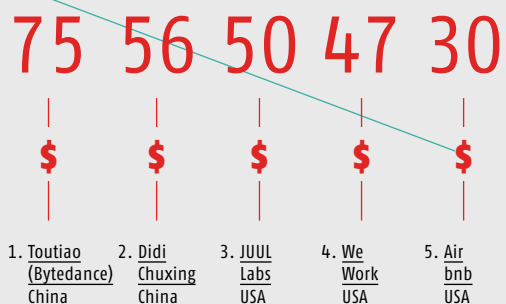 75 56 50 47 30
$ $ $ $ $
1. Toutiao
(Bytedance)
China
2. Didi
Chuxing
China
3. JUUL
Labs
USA
4. We
Work
USA
5. Air
bnb
USA